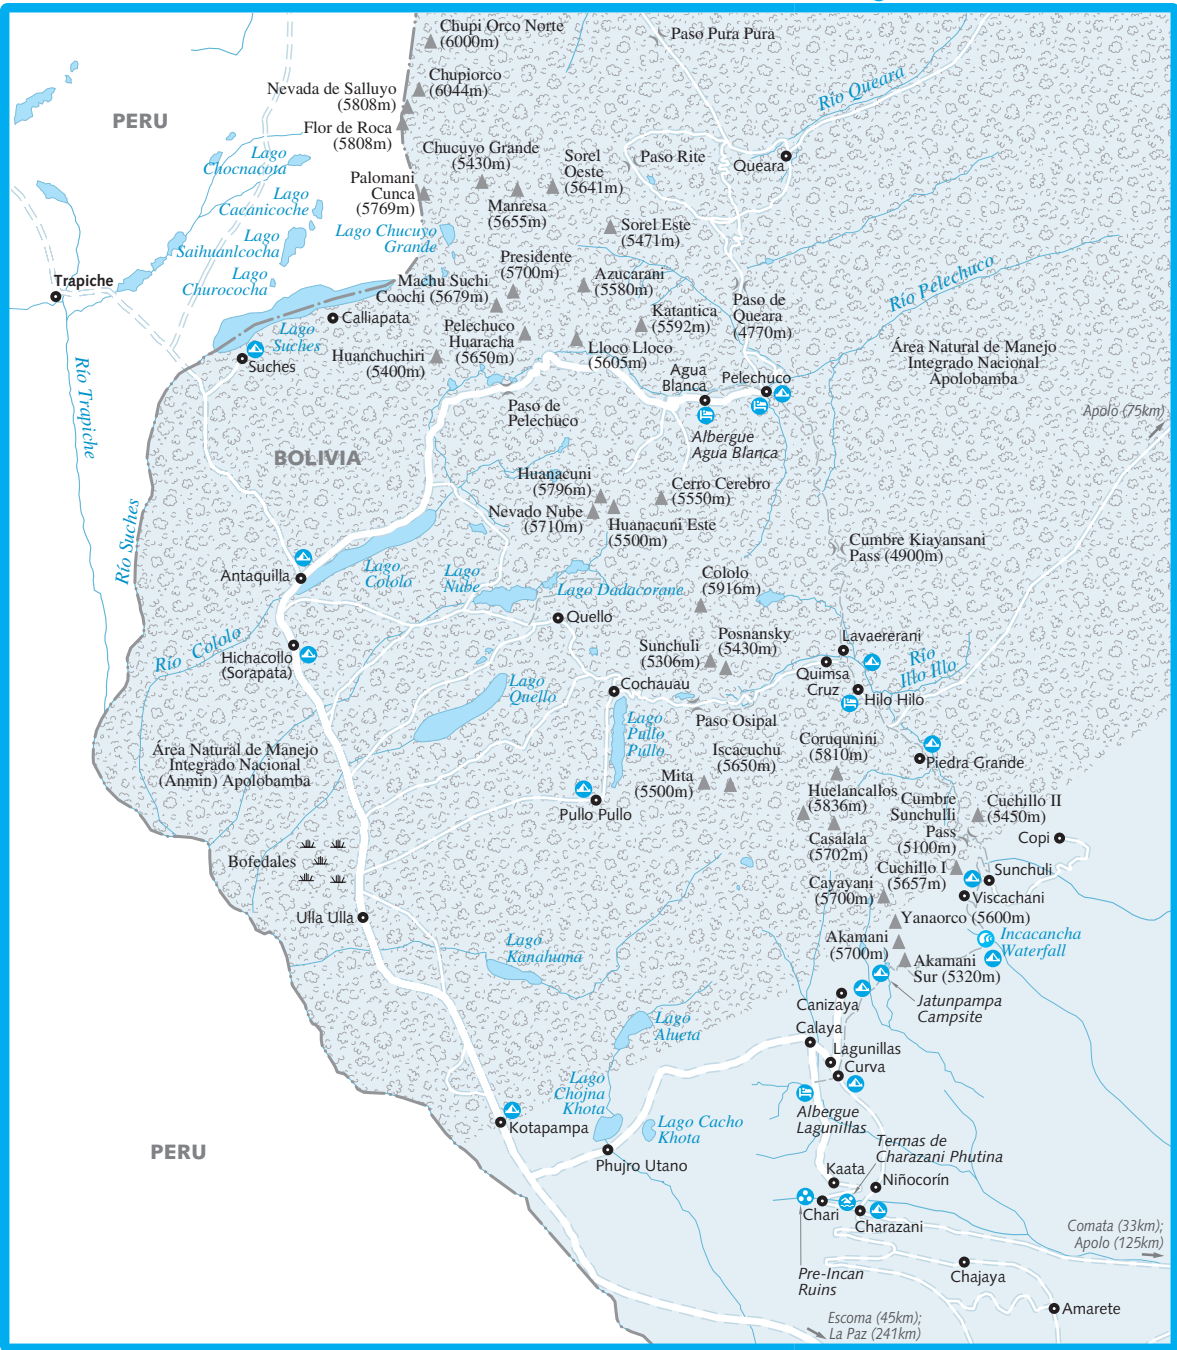 Chupi Orco Norte
(6000m)
Paso Pura Pura
Chupiorco
(6044m)
Nevada de Salluyo
(5808m)
Río Queara
PERU
Flor de Roca
(5808m)
Chucuyo Grande
(5430m)
Lago
Chocnacota
Sorel
Oeste
(5641m)
Paso Rite
Queara
Palomani
Cunca
(5769m)
Manresa
(5655m)
Lago
Cacanicoche
Lago Chucuyo
Grande
Sorel Este
(5471m)
Lago
Saihuanlcocha
Presidente
(5700m)
Lago
Churococha
Azucarani
(5580m)
Río Pelechuco
Trapiche
Machu Suchi
Coochi (5679m)
Paso de
Queara
(4770m)
Katantica
(5592m)
Calliapata
Lago
Suches
Pelechuco
Huaracha
(5650m)
Lloco Lloco
(5605m)
Área Natural de Manejo
Integrado Nacional
Apolobamba
Huanchuchiri
(5400m)
Suches
Agua
Blanca
Pelechuco
Río Trapiche
Paso de
Pelechuco
Apolo (75km)
Albergue
Agua Blanca
BOLIVIA
Huanacuni
(5796m)
Cerro Cerebro
(5550m)
Nevado Nube
(5710m)
Huanacuni Este
(5500m)
Río Suches
Cumbre Kiayansani
Pass (4900m)
Antaquilla
Lago
Cololo
Lago
Nube
Lago Dadacorane
Cololo
(5916m)
Quello
Río Cololo
Hichacollo
(Sorapata)
Sunchuli
(5306m)
Posnansky
(5430m)
Lavaererani
Quimsa
Cruz
Río
Illo Illo
Lago
Quello
Cochauau
Hilo Hilo
Lago
Pullo
Pullo
Paso Osipal
Área Natural de Manejo
Integrado Nacional
(Anmin) Apolobamba
Iscacuchu
(5650m)
Coruqunini
(5810m)
Piedra Grande
Mita
(5500m)
Huelancallos
(5836m)
Cumbre
Sunchulli
Pass
(5100m)
Cuchillo II
(5450m)
Pullo Pullo
Casalala
(5702m)
Copi
Bofedales
Cuchillo I
(5657m)
Sunchuli
Cayayani
(5700m)
Viscachani
Ulla Ulla
Yanaorco (5600m)
Lago
Kanahuma
Akamani
(5700m)
Incacancha
Waterfall
Akamani
Sur (5320m)
Canizaya
Jatunpampa
Campsite
Lago
Alueta
Calaya
Lagunillas
Curva
Lago
Chojna
Khota
Albergue
Lagunillas
Kotapampa
Lago Cacho
Khota
Termas de
Charazani Phutina
PERU
Phujro Utano
Kaata
Niñocorín
Chari
Charazani
Comata (33km);
Apolo (125km)
Pre-Incan
Ruins
Chajaya
Amarete
Escoma (45km);
La Paz (241km)